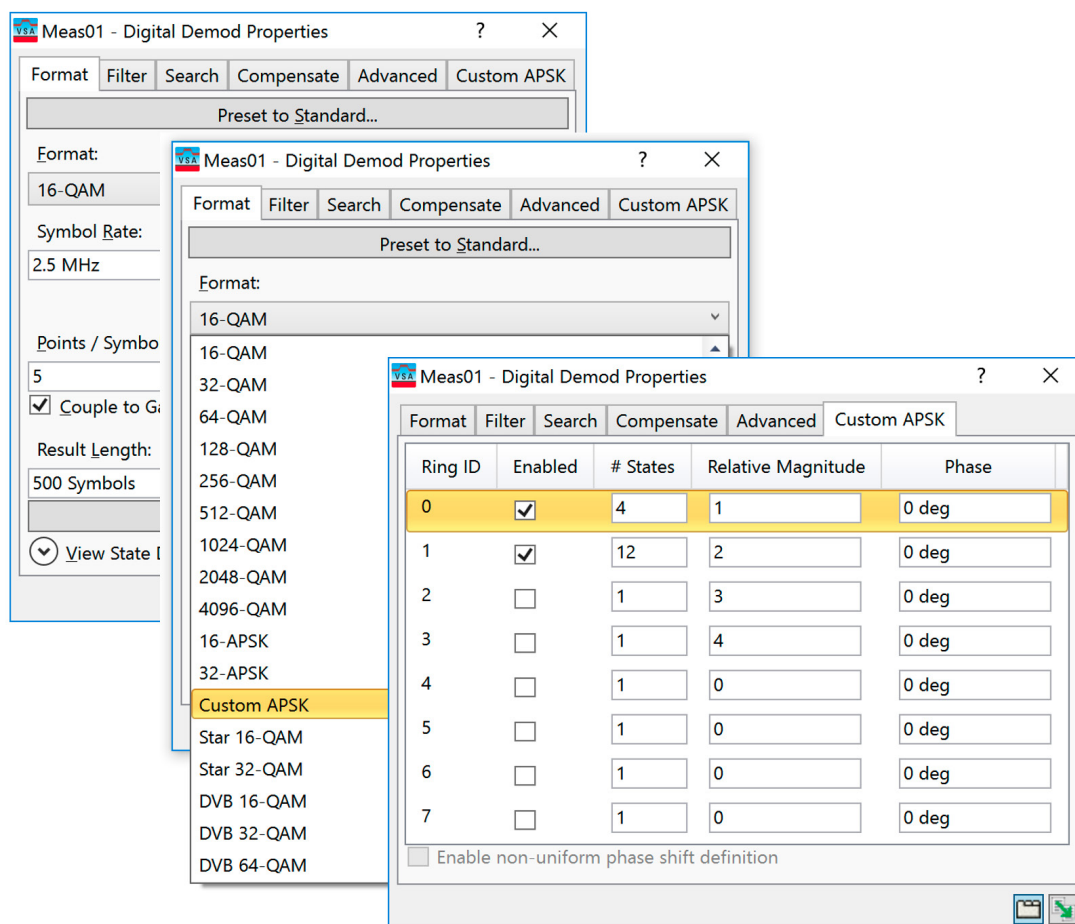 VSA Meas01 - Digital Demod Properties ?
Format Filter Search Compensate Advanced Custom APSK
Preset to Standard...
Format:
16-QAM
Symbol Rate:
2.5 MHz
Points / Symbo
5
Couple to Ga
Result Length:
500 Symbols
View State
VSA Meas01 - Digital Demod Properties ?
Format Filter Search Compensate Advanced Custom APSK
Preset to Standard...
Format:
16-QAM
16-QAM
32-QAM
64-QAM
128-QAM
256-QAM
512-QAM
1024-QAM
2048-QAM
4096-QAM
16-APSK
32-APSK
Custom APSK
Star 16-QAM
Star 32-QAM
DVB 16-QAM
DVB 32-QAM
DVB 64-QAM
VSA Meas01 - Digital Demod Properties ?
Format Filter Search Compensate Advanced Custom APSK
Ring ID Enabled # States Relative Magnitude Phase
0 4 1 0 deg
1 12 2 0 deg
2 1 3 0 deg
3 1 4 0 deg
4 1 0 0 deg
5 1 0 0 deg
6 1 0 0 deg
7 1 0 0 deg
Enable non-uniform phase shift definition